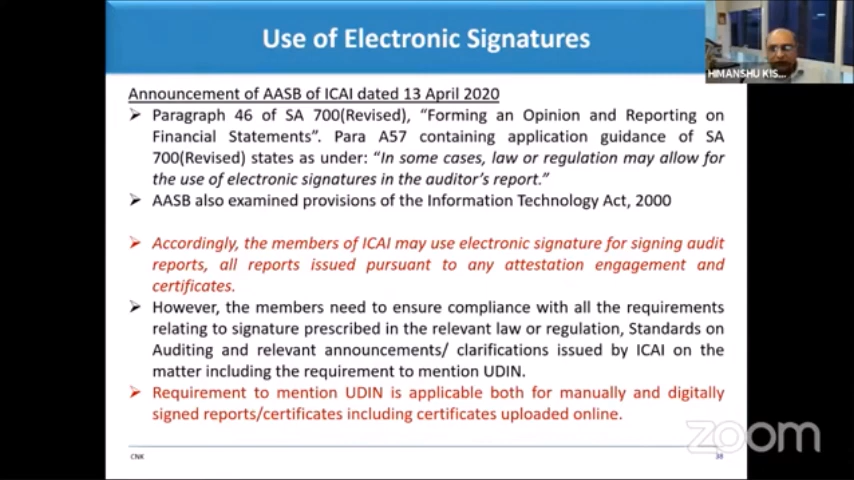 Use of Electronic Signatures
HIMANSHU KIS...
Announcement of AASB of ICAI dated 13 April 2020
➢ Paragraph 46 of SA 700(Revised), “Forming an Opinion and Reporting on
Financial Statements”. Para A57 containing application guidance of SA
700(Revised) states as under: “In some cases, law or regulation may allow for
the use of electronic signatures in the auditor’s report.”
➢ AASB also examined provisions of the Information Technology Act, 2000
➢ Accordingly, the members of ICAI may use electronic signature for signing audit
reports, all reports issued pursuant to any attestation engagement and
certificates.
➢ However, the members need to ensure compliance with all the requirements
relating to signature prescribed in the relevant law or regulation, Standards on
Auditing and relevant announcements/ clarifications issued by ICAI on the
matter including the requirement to mention UDIN.
➢ Requirement to mention UDIN is applicable both for manually and digitally
signed reports/certificates including certificates uploaded online.
zoom
CNK
38